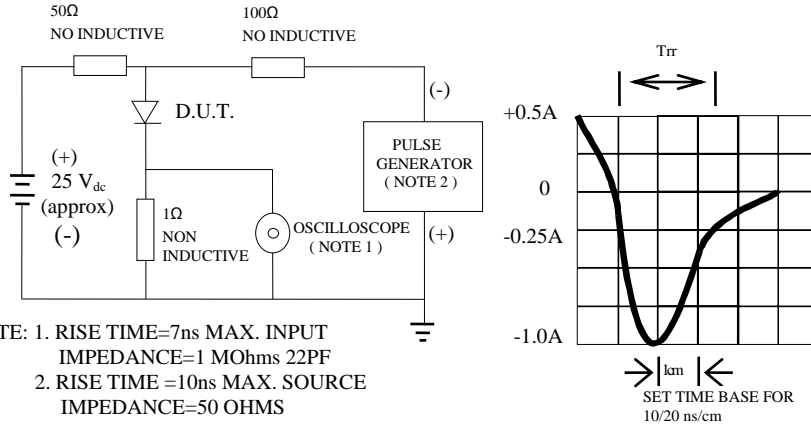 50Ω
NO INDUCTIVE
100Ω
NO INDUCTIVE
D.U.T.
(+)
25 Vdc
(approx)
(-)
1Ω
NON
INDUCTIVE
OSCILLOSCOPE
( NOTE 1 )
(-)
PULSE
GENERATOR
( NOTE 2 )
(+)
TE: 1. RISE TIME=7ns MAX. INPUT
IMPEDANCE=1 MOhms 22PF
2. RISE TIME =10ns MAX. SOURCE
IMPEDANCE=50 OHMS
Trr
+0.5A
0
-0.25A
-1.0A
1cm
SET TIME BASE FOR
10/20 ns/cm